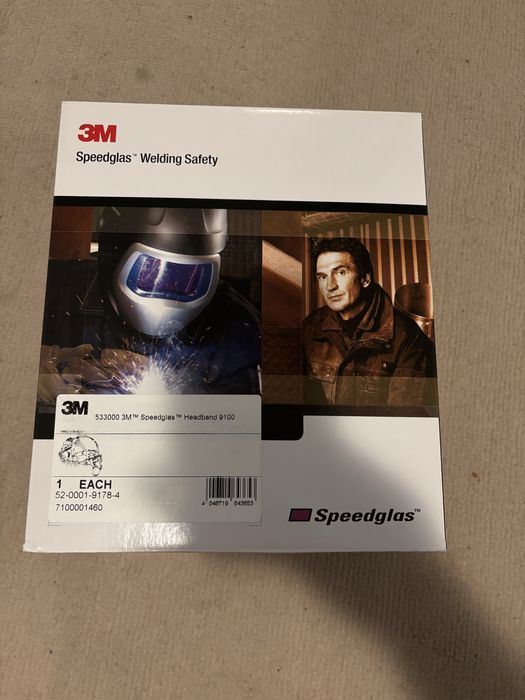 3M
Speedglas™ Welding Safety
3M
533000 3M™ Speedglas™ Headband 9100
1 EACH
52-0001-9178-4
7100001460
4 046719 643653
Speedglas™